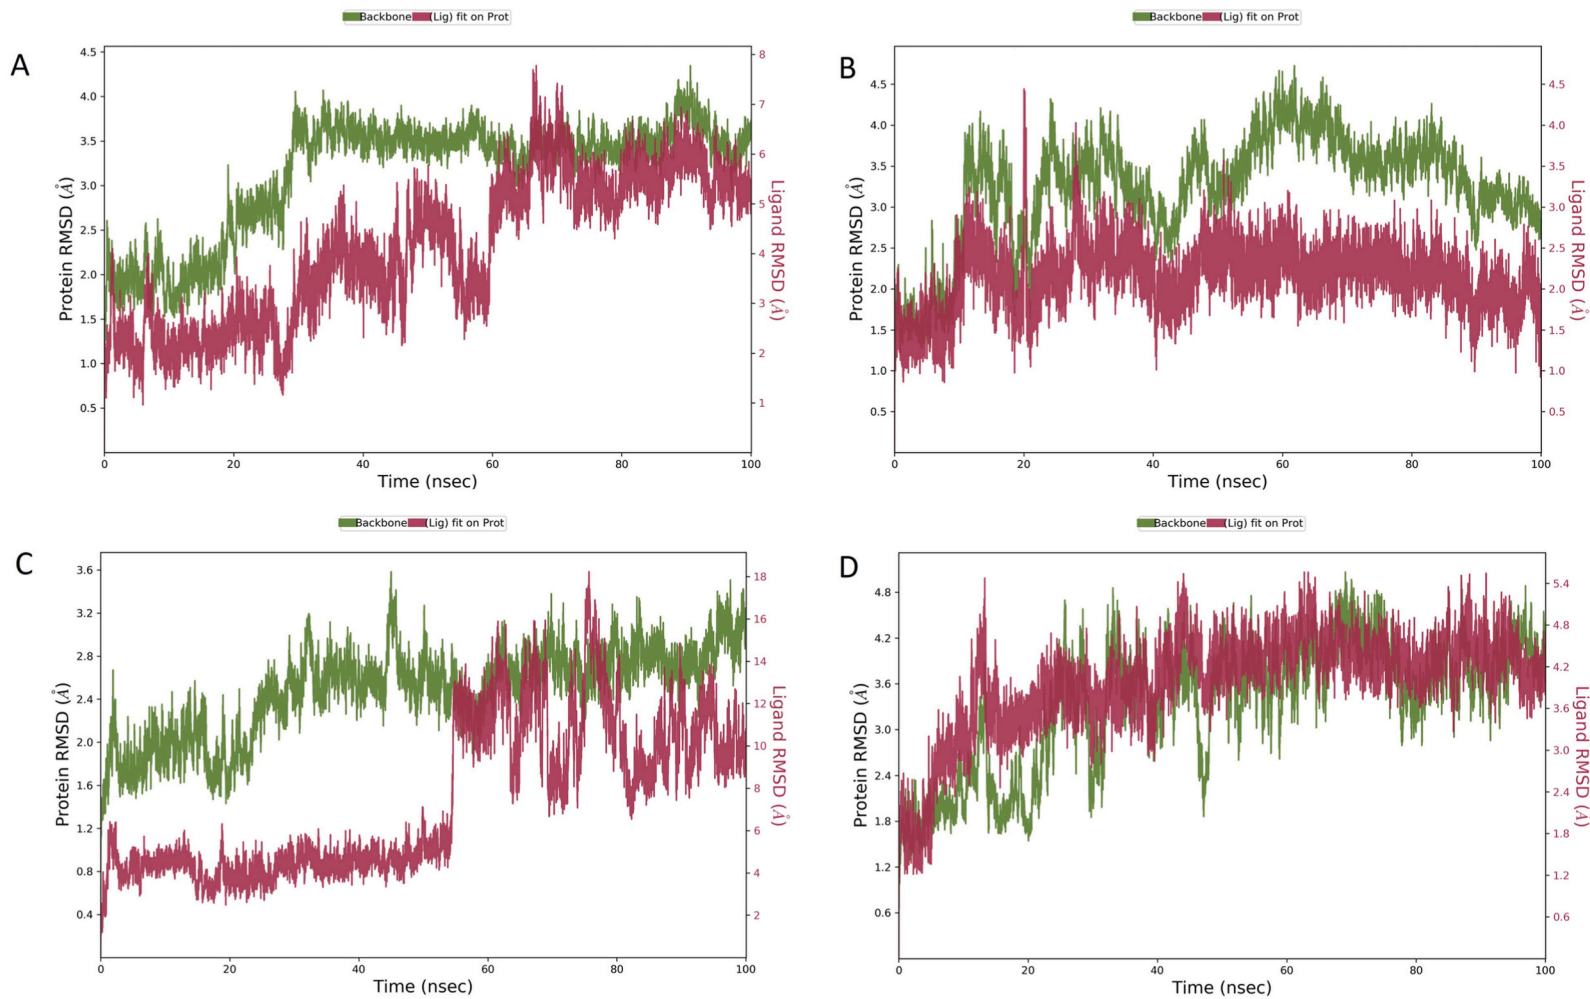 Backbone (Lig) fit on Prot
A
Protein RMSD (Å)
4.5
4.0
3.5
3.0
2.5
2.0
1.5
1.0
0.5
8
7
6
5
4
3
2
1
Ligand RMSD (Å)
0 20 40 60 80 100
Time (nsec)
Backbone (Lig) fit on Prot
B
Protein RMSD (Å)
4.5
4.0
3.5
3.0
2.5
2.0
1.5
1.0
0.5
4.5
4.0
3.5
3.0
2.5
2.0
1.5
1.0
0.5
Ligand RMSD (Å)
0 20 40 60 80 100
Time (nsec)
Backbone (Lig) fit on Prot
C
Protein RMSD (Å)
3.6
3.2
2.8
2.4
2.0
1.6
1.2
0.8
0.4
18
16
14
12
10
8
6
4
2
Ligand RMSD (Å)
0 20 40 60 80 100
Time (nsec)
Backbone (Lig) fit on Prot
D
Protein RMSD (Å)
4.8
4.2
3.6
3.0
2.4
1.8
1.2
0.6
5.4
4.8
4.2
3.6
3.0
2.4
1.8
1.2
0.6
Ligand RMSD (Å)
0 20 40 60 80 100
Time (nsec)